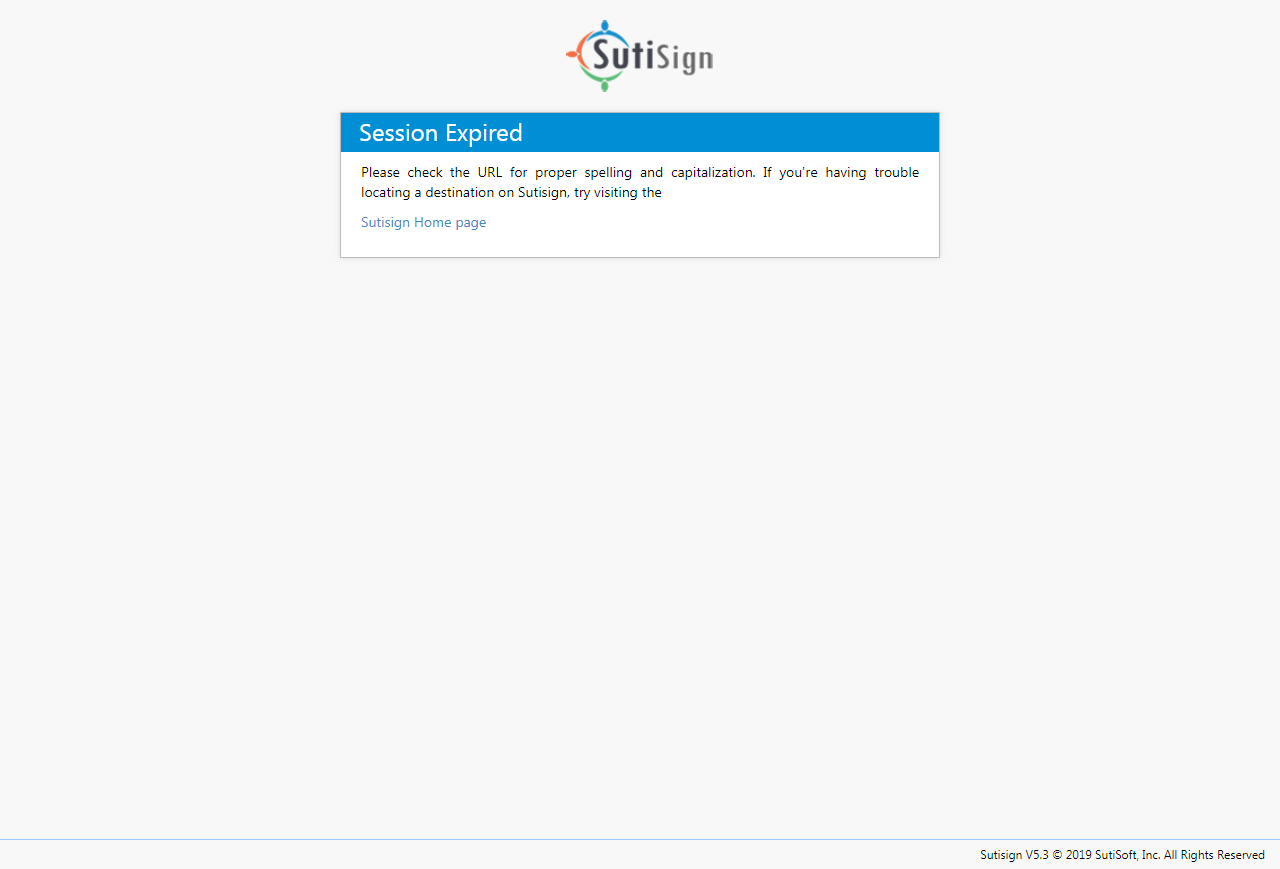 SutiSign
Session Expired
Please check the URL for proper spelling and capitalization. If you're having trouble
locating a destination on Sutisign, try visiting the
Sutisign Home page
Sutisign V5.3 © 2019 SutiSoft, Inc. All Rights Reserved